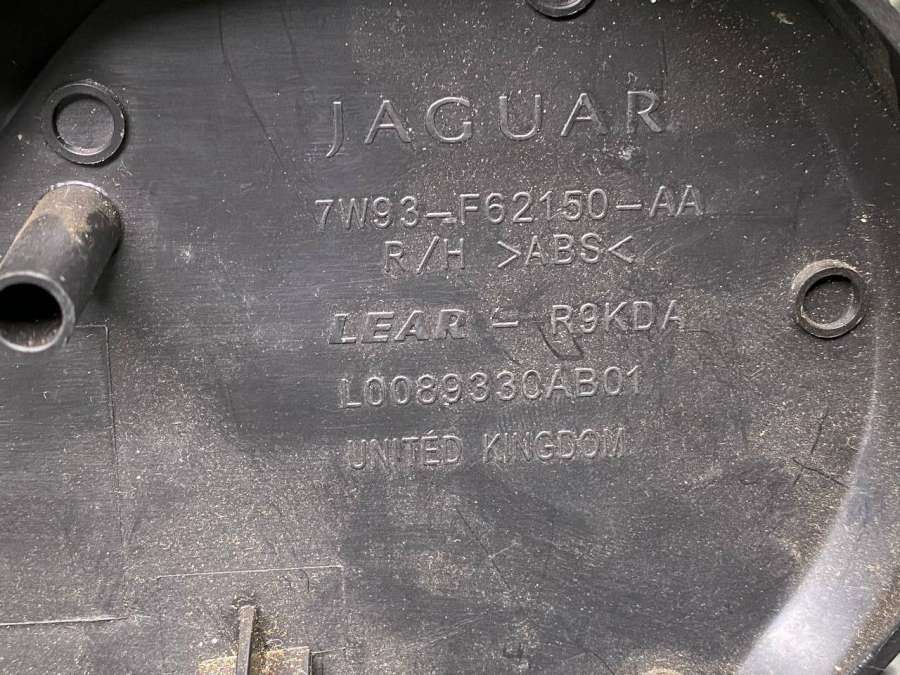 JAGUAR
7W93-F62150-AA
R/H >ABS<
LEAR - R9KDA
L0089330AB01
UNITED KINGDOM